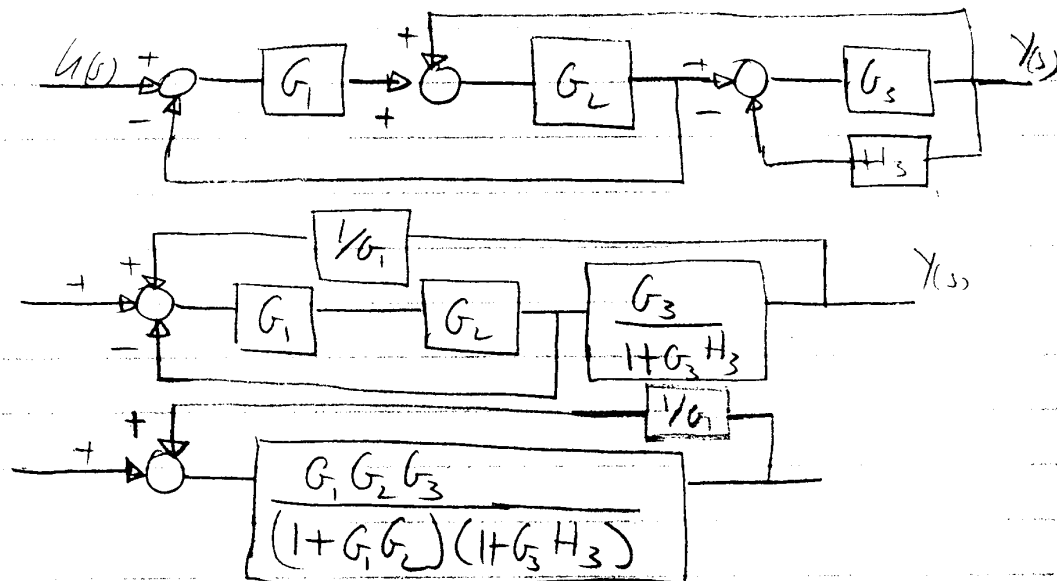 U(s) + − G₁ + + G₂ + − G₃ Y(s)
H₃
1/G₁
+ + − G₁ G₂ G₃/(1+G₃H₃) Y(s)
1/G₁
+ + G₁G₂G₃/((1+G₁G₂)(1+G₃H₃))